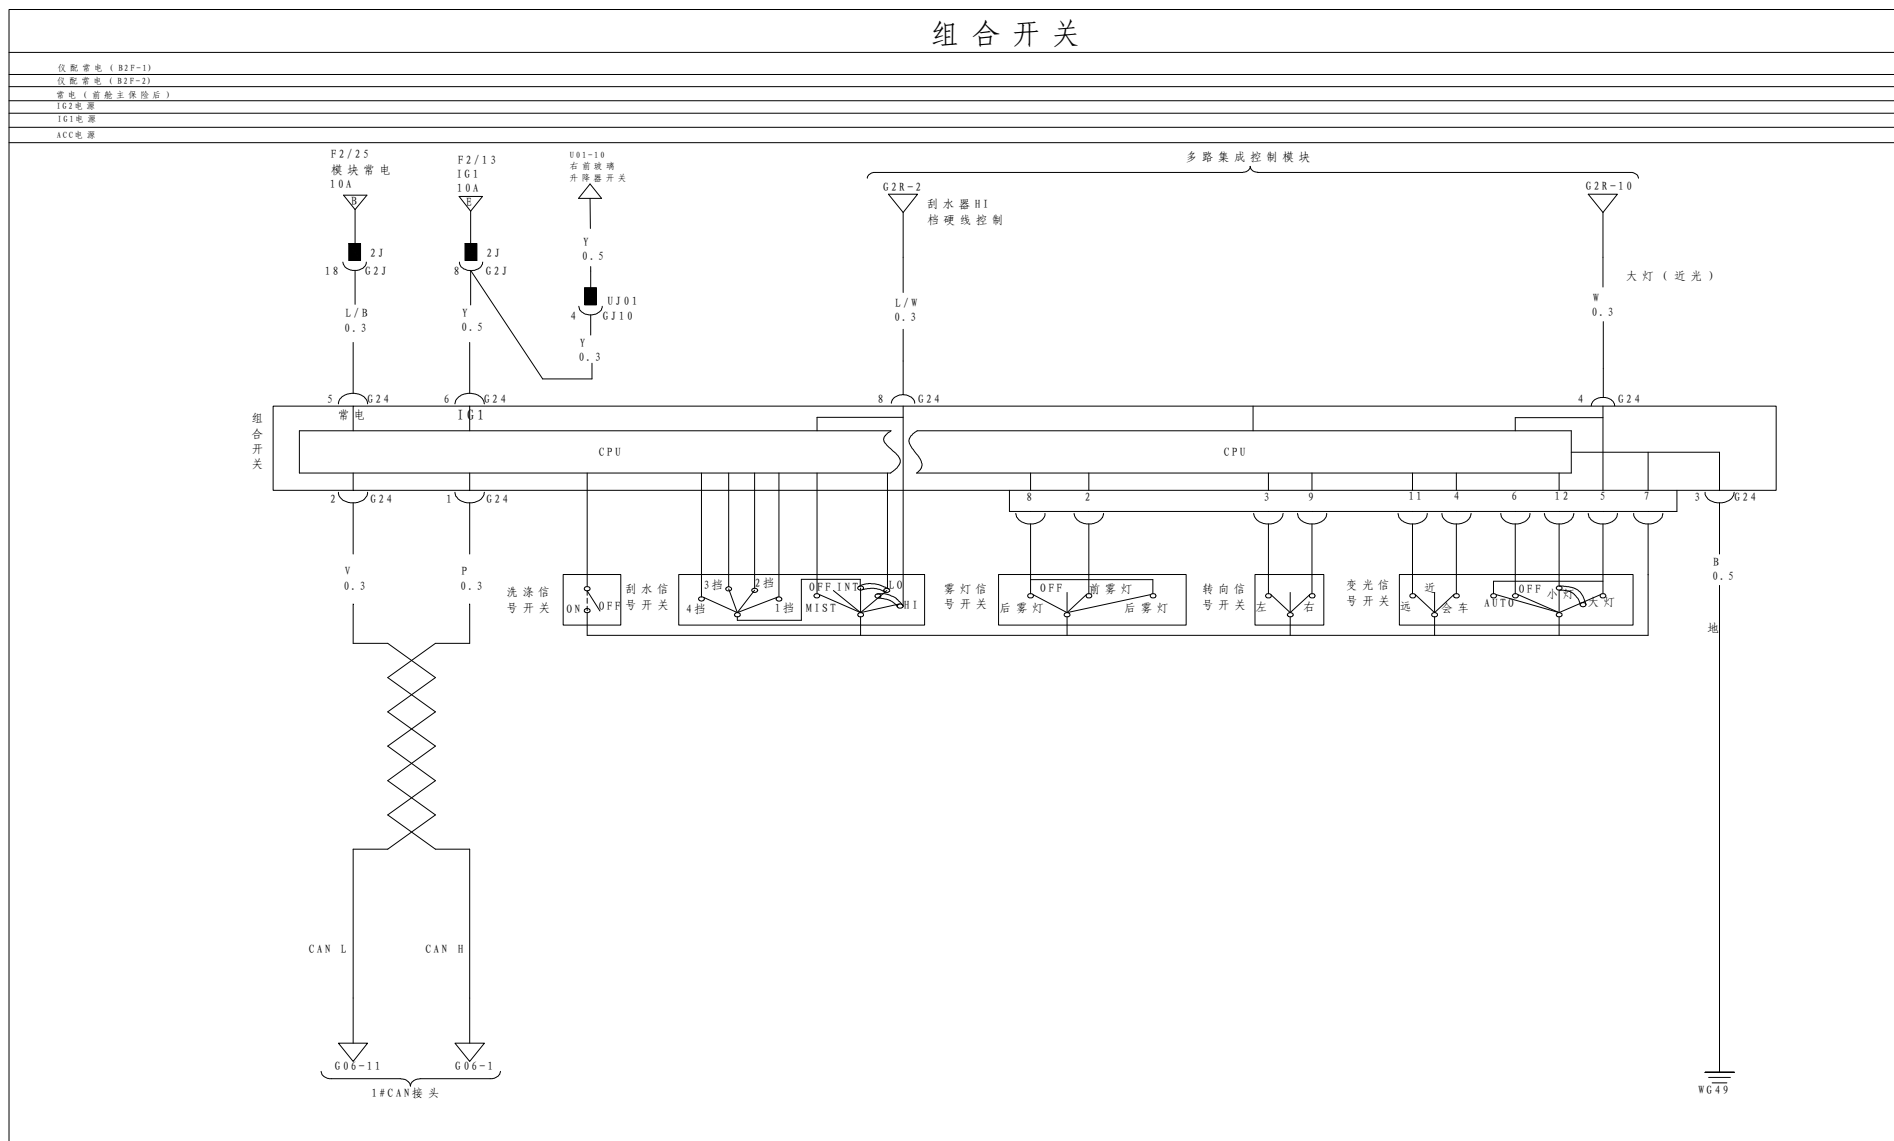 组合开关
仪配常电(B2F-1)
仪配常电(B2F-2)
常电(前舱主保险后)
IG2电源
IG1电源
ACC电源
F2/25
模块常电
10A
B
F2/13
IG1
10A
E
U01-10
右前玻璃
升降器开关
多路集成控制模块
G2R-2
刮水器HI
档硬线控制
G2R-10
大灯(近光)
2J
18 G2J
2J
8 G2J
Y
0.5
UJ01
4 GJ10
Y
0.3
L/B
0.3
Y
0.5
L/W
0.3
W
0.3
5 G24
常电
6 G24
IG1
8 G24
4 G24
组合开关
CPU
CPU
2 G24
1 G24
8
2
3
9
11
4
6
12
5
7
3 G24
V
0.3
P
0.3
B
0.5
洗涤信
号开关
ON
OFF
刮水信
号开关
3挡
2挡
4挡
1挡
OFF
INT
LO
MIST
HI
雾灯信
号开关
OFF
前雾灯
后雾灯
后雾灯
转向信
号开关
左
右
变光信
号开关
近
远
会车
OFF
小灯
AUTO
大灯
地
CAN L
CAN H
G06-11
G06-1
1#CAN接头
WG49